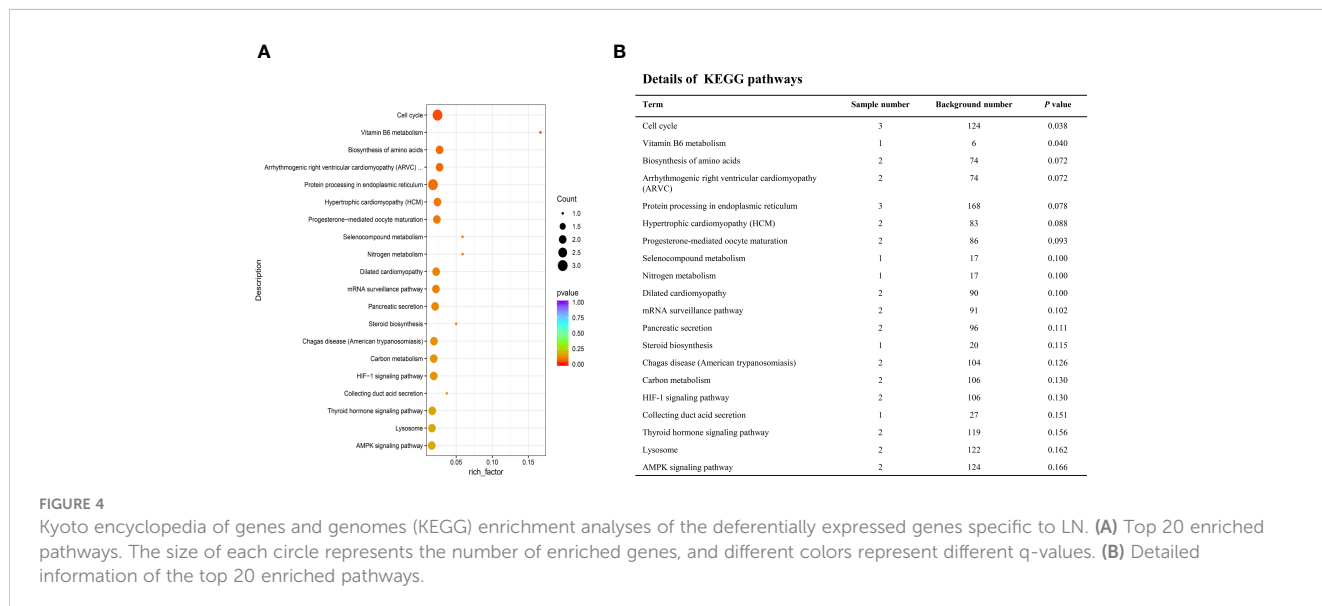 A
Cell cycle
Vitamin B6 metabolism
Biosynthesis of amino acids
Arrhythmogenic right ventricular cardiomyopathy (ARVC) ...
Protein processing in endoplasmic reticulum
Hypertrophic cardiomyopathy (HCM)
Progesterone−mediated oocyte maturation
Selenocompound metabolism
Nitrogen metabolism
Dilated cardiomyopathy
mRNA surveillance pathway
Pancreatic secretion
Steroid biosynthesis
Chagas disease (American trypanosomiasis)
Carbon metabolism
HIF−1 signaling pathway
Collecting duct acid secretion
Thyroid hormone signaling pathway
Lysosome
AMPK signaling pathway
Description
0.05 0.10 0.15
rich_factor
Count
1.0
1.5
2.0
2.5
3.0
pvalue
1.00
0.75
0.50
0.25
0.00
B
Details of KEGG pathways
Term Sample number Background number P value
Cell cycle 3 124 0.038
Vitamin B6 metabolism 1 6 0.040
Biosynthesis of amino acids 2 74 0.072
Arrhythmogenic right ventricular cardiomyopathy 2 74 0.072
(ARVC)
Protein processing in endoplasmic reticulum 3 168 0.078
Hypertrophic cardiomyopathy (HCM) 2 83 0.088
Progesterone-mediated oocyte maturation 2 86 0.093
Selenocompound metabolism 1 17 0.100
Nitrogen metabolism 1 17 0.100
Dilated cardiomyopathy 2 90 0.100
mRNA surveillance pathway 2 91 0.102
Pancreatic secretion 2 96 0.111
Steroid biosynthesis 1 20 0.115
Chagas disease (American trypanosomiasis) 2 104 0.126
Carbon metabolism 2 106 0.130
HIF-1 signaling pathway 2 106 0.130
Collecting duct acid secretion 1 27 0.151
Thyroid hormone signaling pathway 2 119 0.156
Lysosome 2 122 0.162
AMPK signaling pathway 2 124 0.166
FIGURE 4
Kyoto encyclopedia of genes and genomes (KEGG) enrichment analyses of the deferentially expressed genes specific to LN. (A) Top 20 enriched
pathways. The size of each circle represents the number of enriched genes, and different colors represent different q-values. (B) Detailed
information of the top 20 enriched pathways.